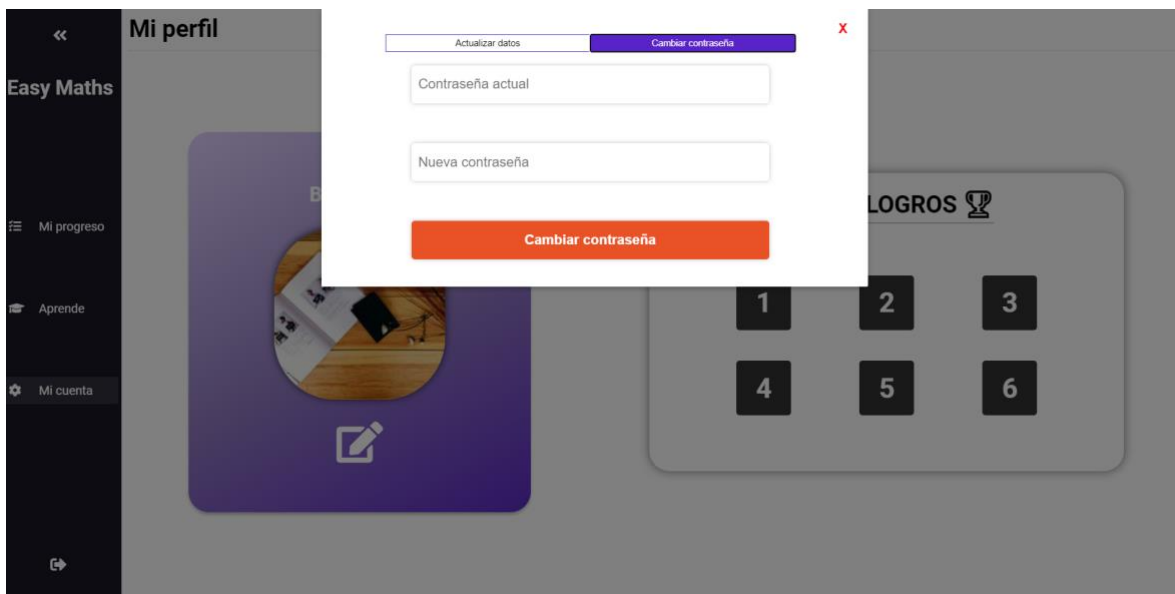 Mi perfil
X
Actualizar datos
Cambiar contraseña
Easy Maths
Contraseña actual
Nueva contraseña
B
LOGROS
Mi progreso
Cambiar contraseña
Aprende
1 2 3
Mi cuenta
4 5 6